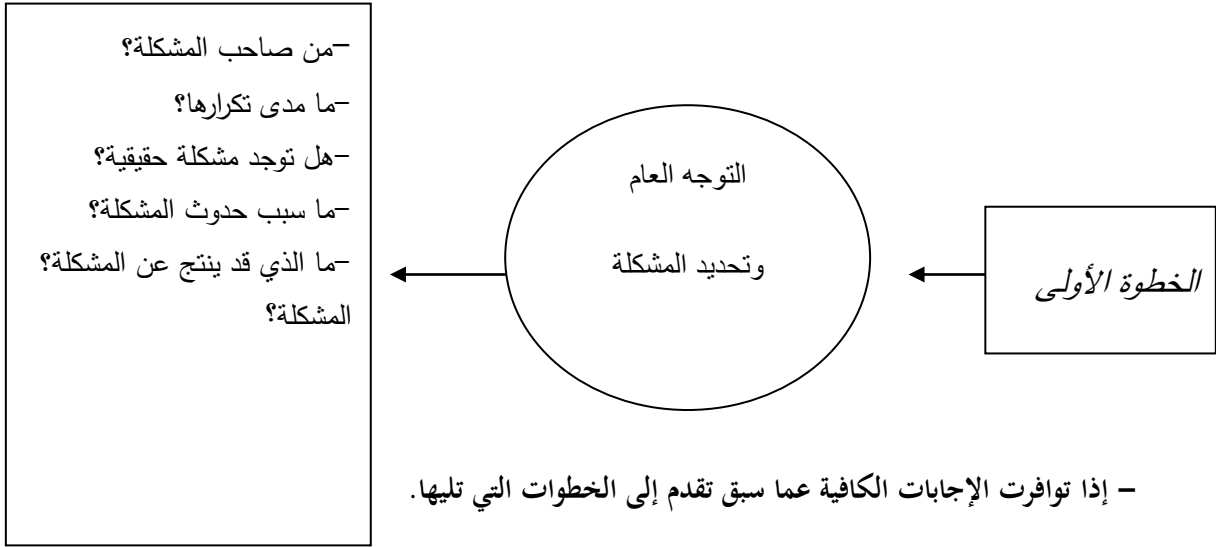 الخطوة الأولى
التوجه العام
وتحديد المشكلة
–من صاحب المشكلة؟
–ما مدى تكرارها؟
–هل توجد مشكلة حقيقية؟
–ما سبب حدوث المشكلة؟
–ما الذي قد ينتج عن المشكلة؟
المشكلة؟
– إذا توافرت الإجابات الكافية عما سبق تقدم إلى الخطوات التي تليها.